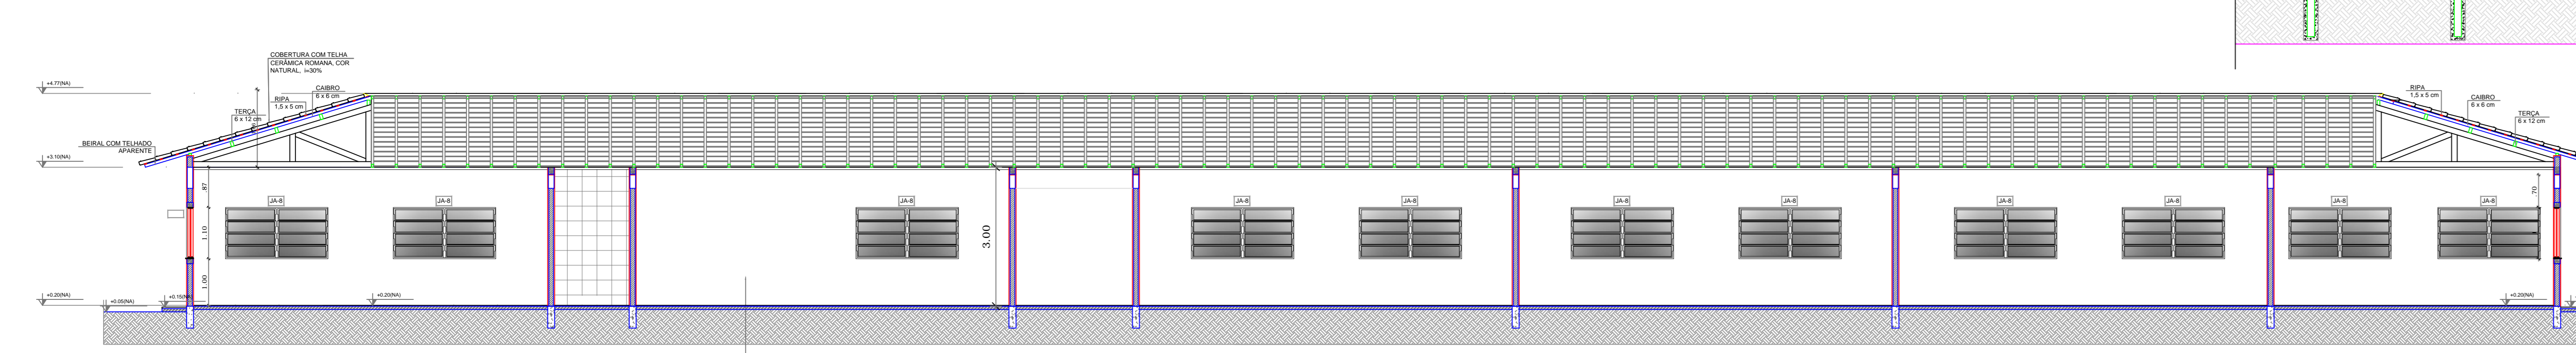 COBERTURA COM TELHA
CERÂMICA ROMANA, COR
NATURAL, i=30%
+4.77(NA)
CAIBRO
6 x 6 cm
RIPA
1,5 x 5 cm
TERÇA
6 x 12 cm
BEIRAL COM TELHADO
APARENTE
+3.10(NA)
RIPA
1,5 x 5 cm
CAIBRO
6 x 6 cm
TERÇA
6 x 12 cm
.87
1.10
1.00
3.00
70
JA-8
JA-8
JA-8
JA-8
JA-8
JA-8
JA-8
JA-8
JA-8
JA-8
JA-8
+0.20(NA)
+0.05(NA)
+0.15(NA)
+0.20(NA)
+0.20(NA)